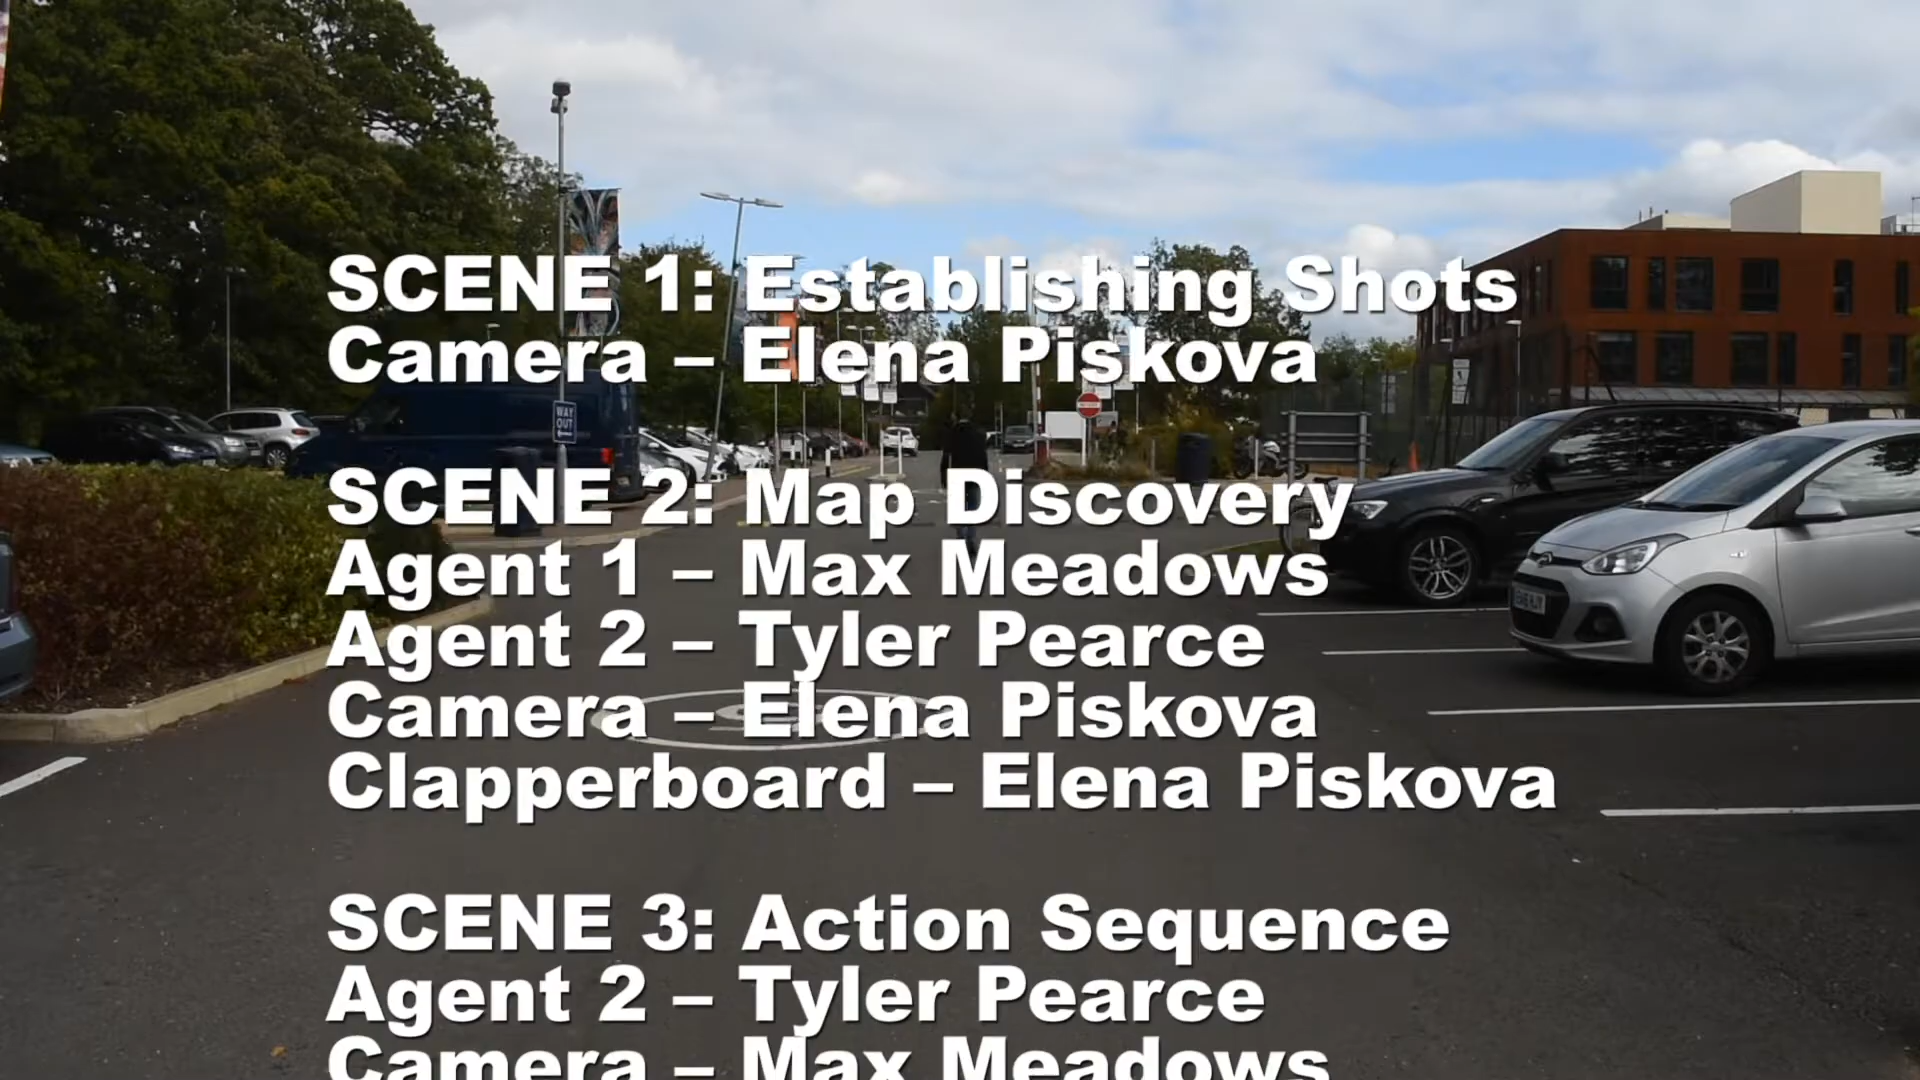 SCENE 1: Establishing Shots
Camera – Elena Piskova
SCENE 2: Map Discovery
Agent 1 – Max Meadows
Agent 2 – Tyler Pearce
Camera – Elena Piskova
Clapperboard – Elena Piskova
SCENE 3: Action Sequence
Agent 2 – Tyler Pearce
Camera – Max Meadows
WAY
OUT